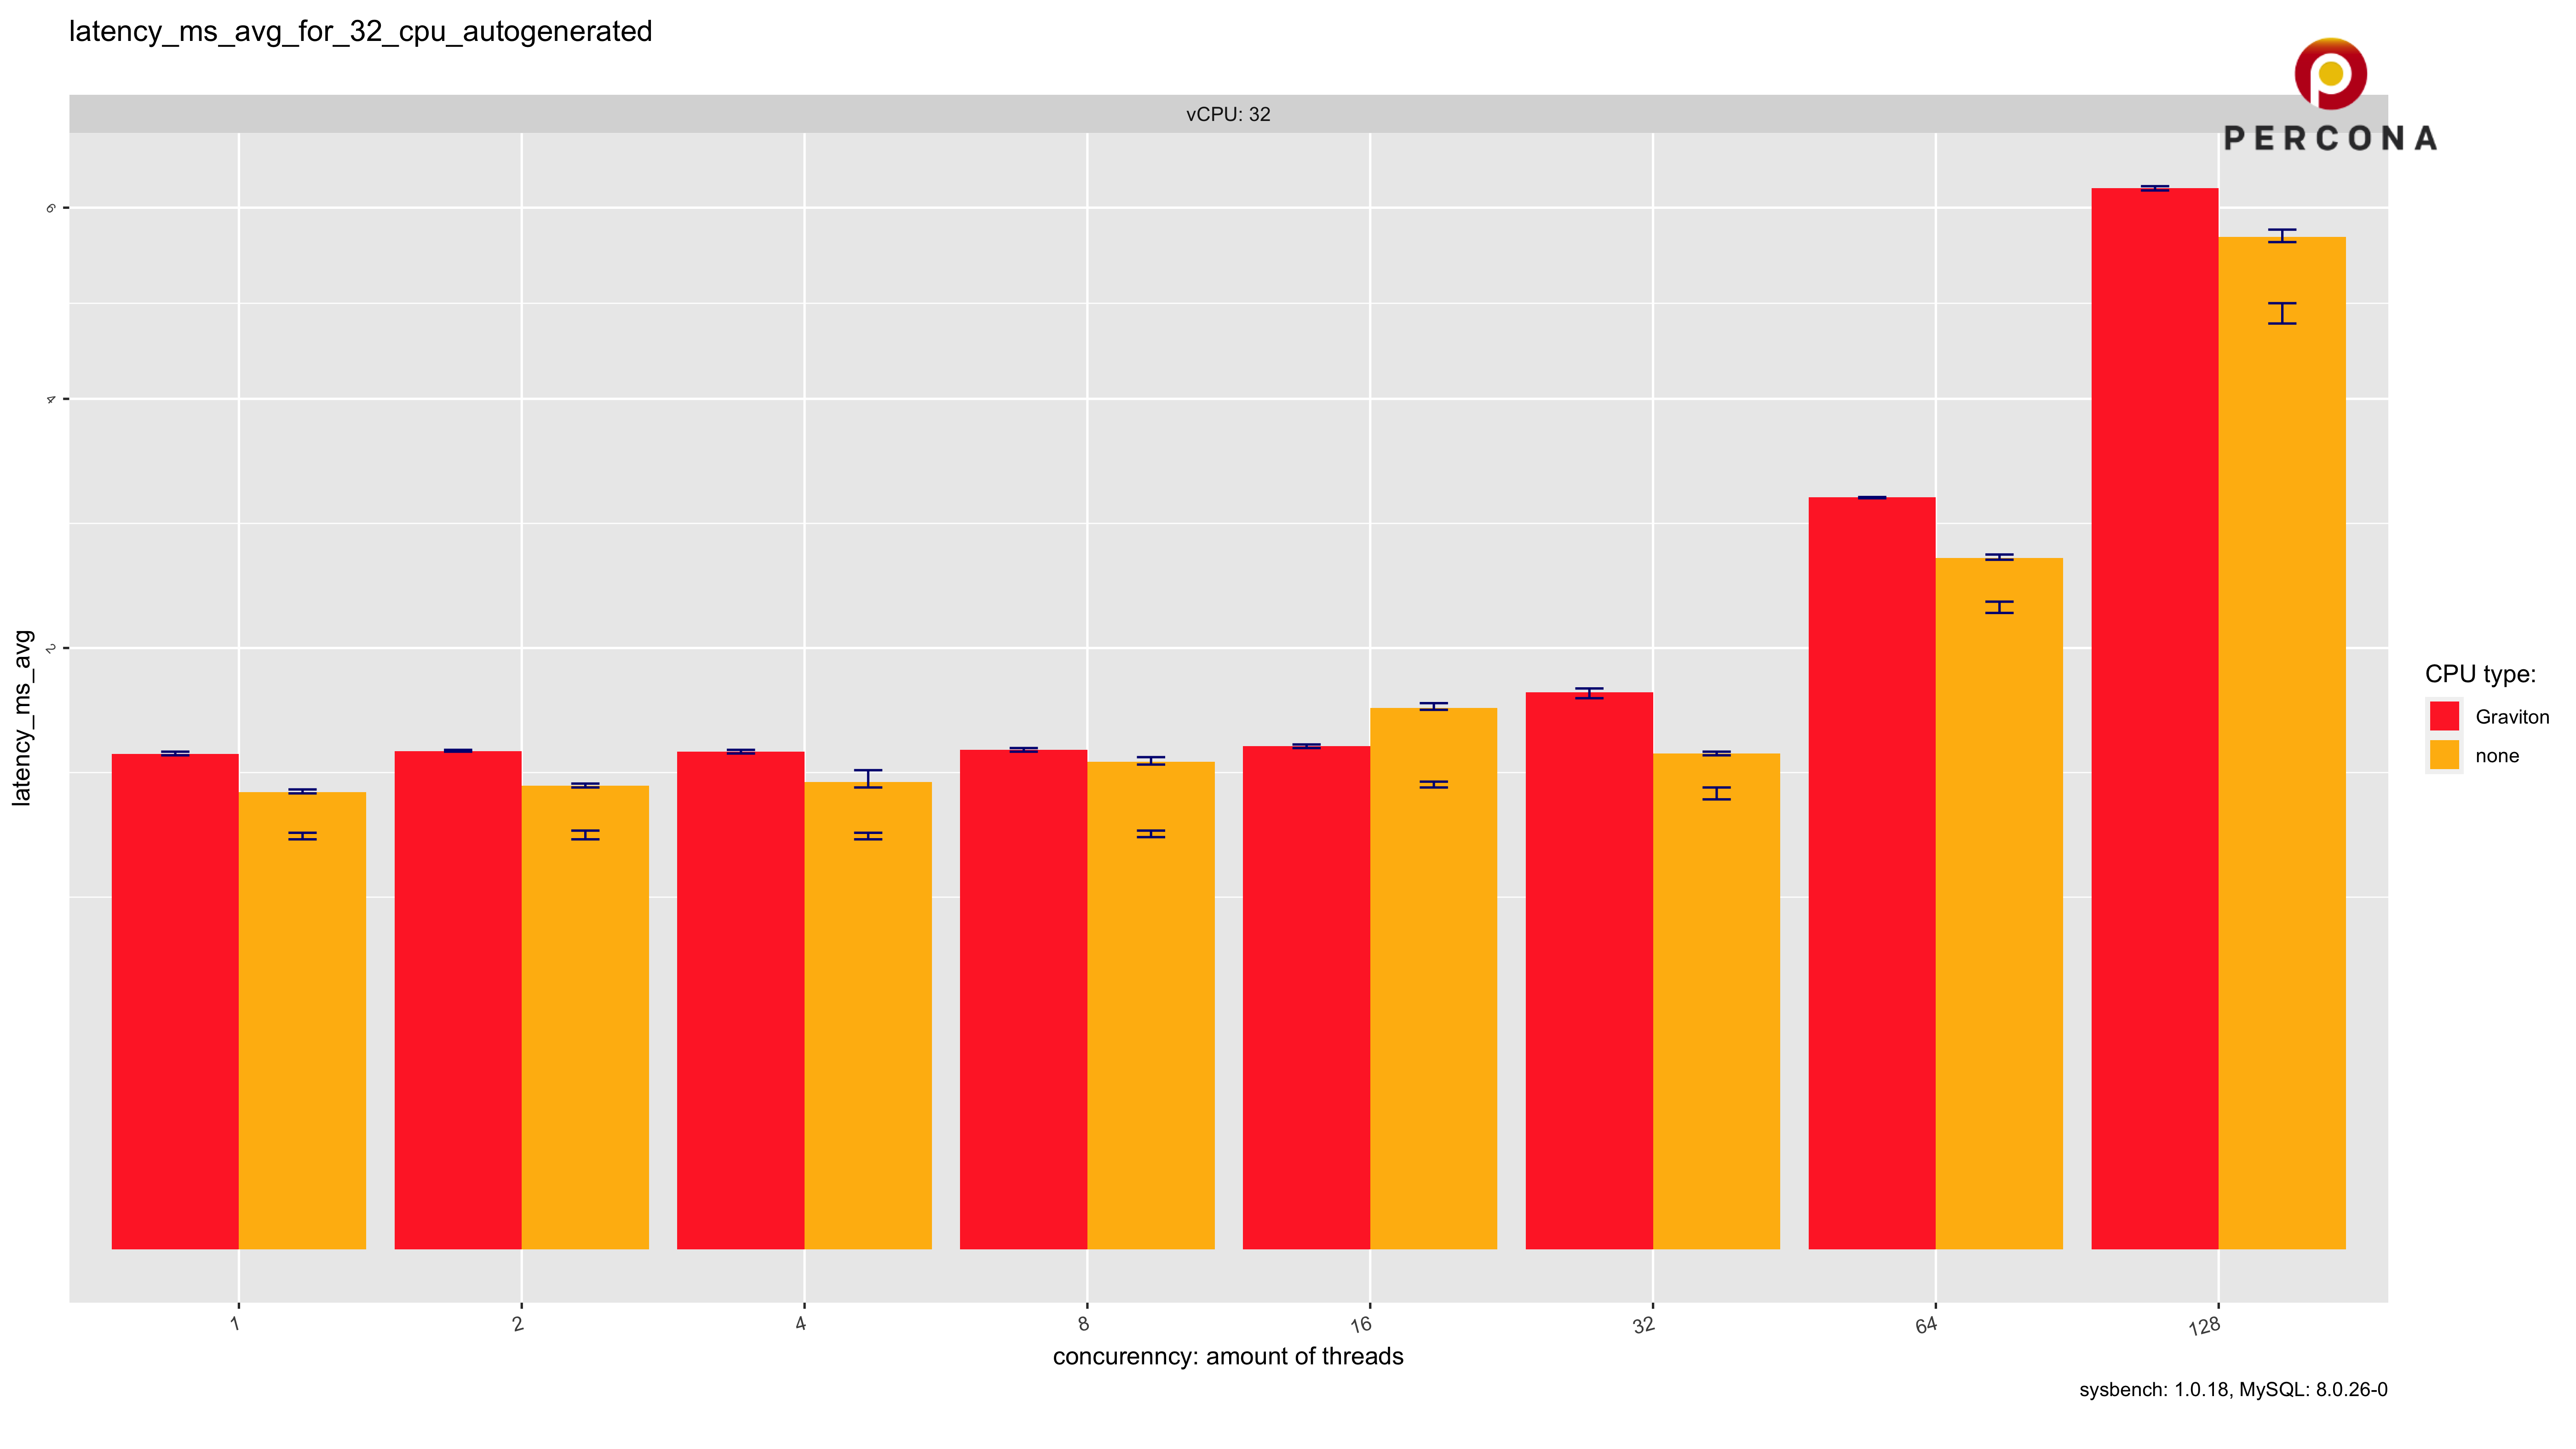 latency_ms_avg_for_32_cpu_autogenerated
PERCONA
vCPU: 32
6
4
2
latency_ms_avg
CPU type:
Graviton
none
1
2
4
8
16
32
64
128
concurenncy: amount of threads
sysbench: 1.0.18, MySQL: 8.0.26-0